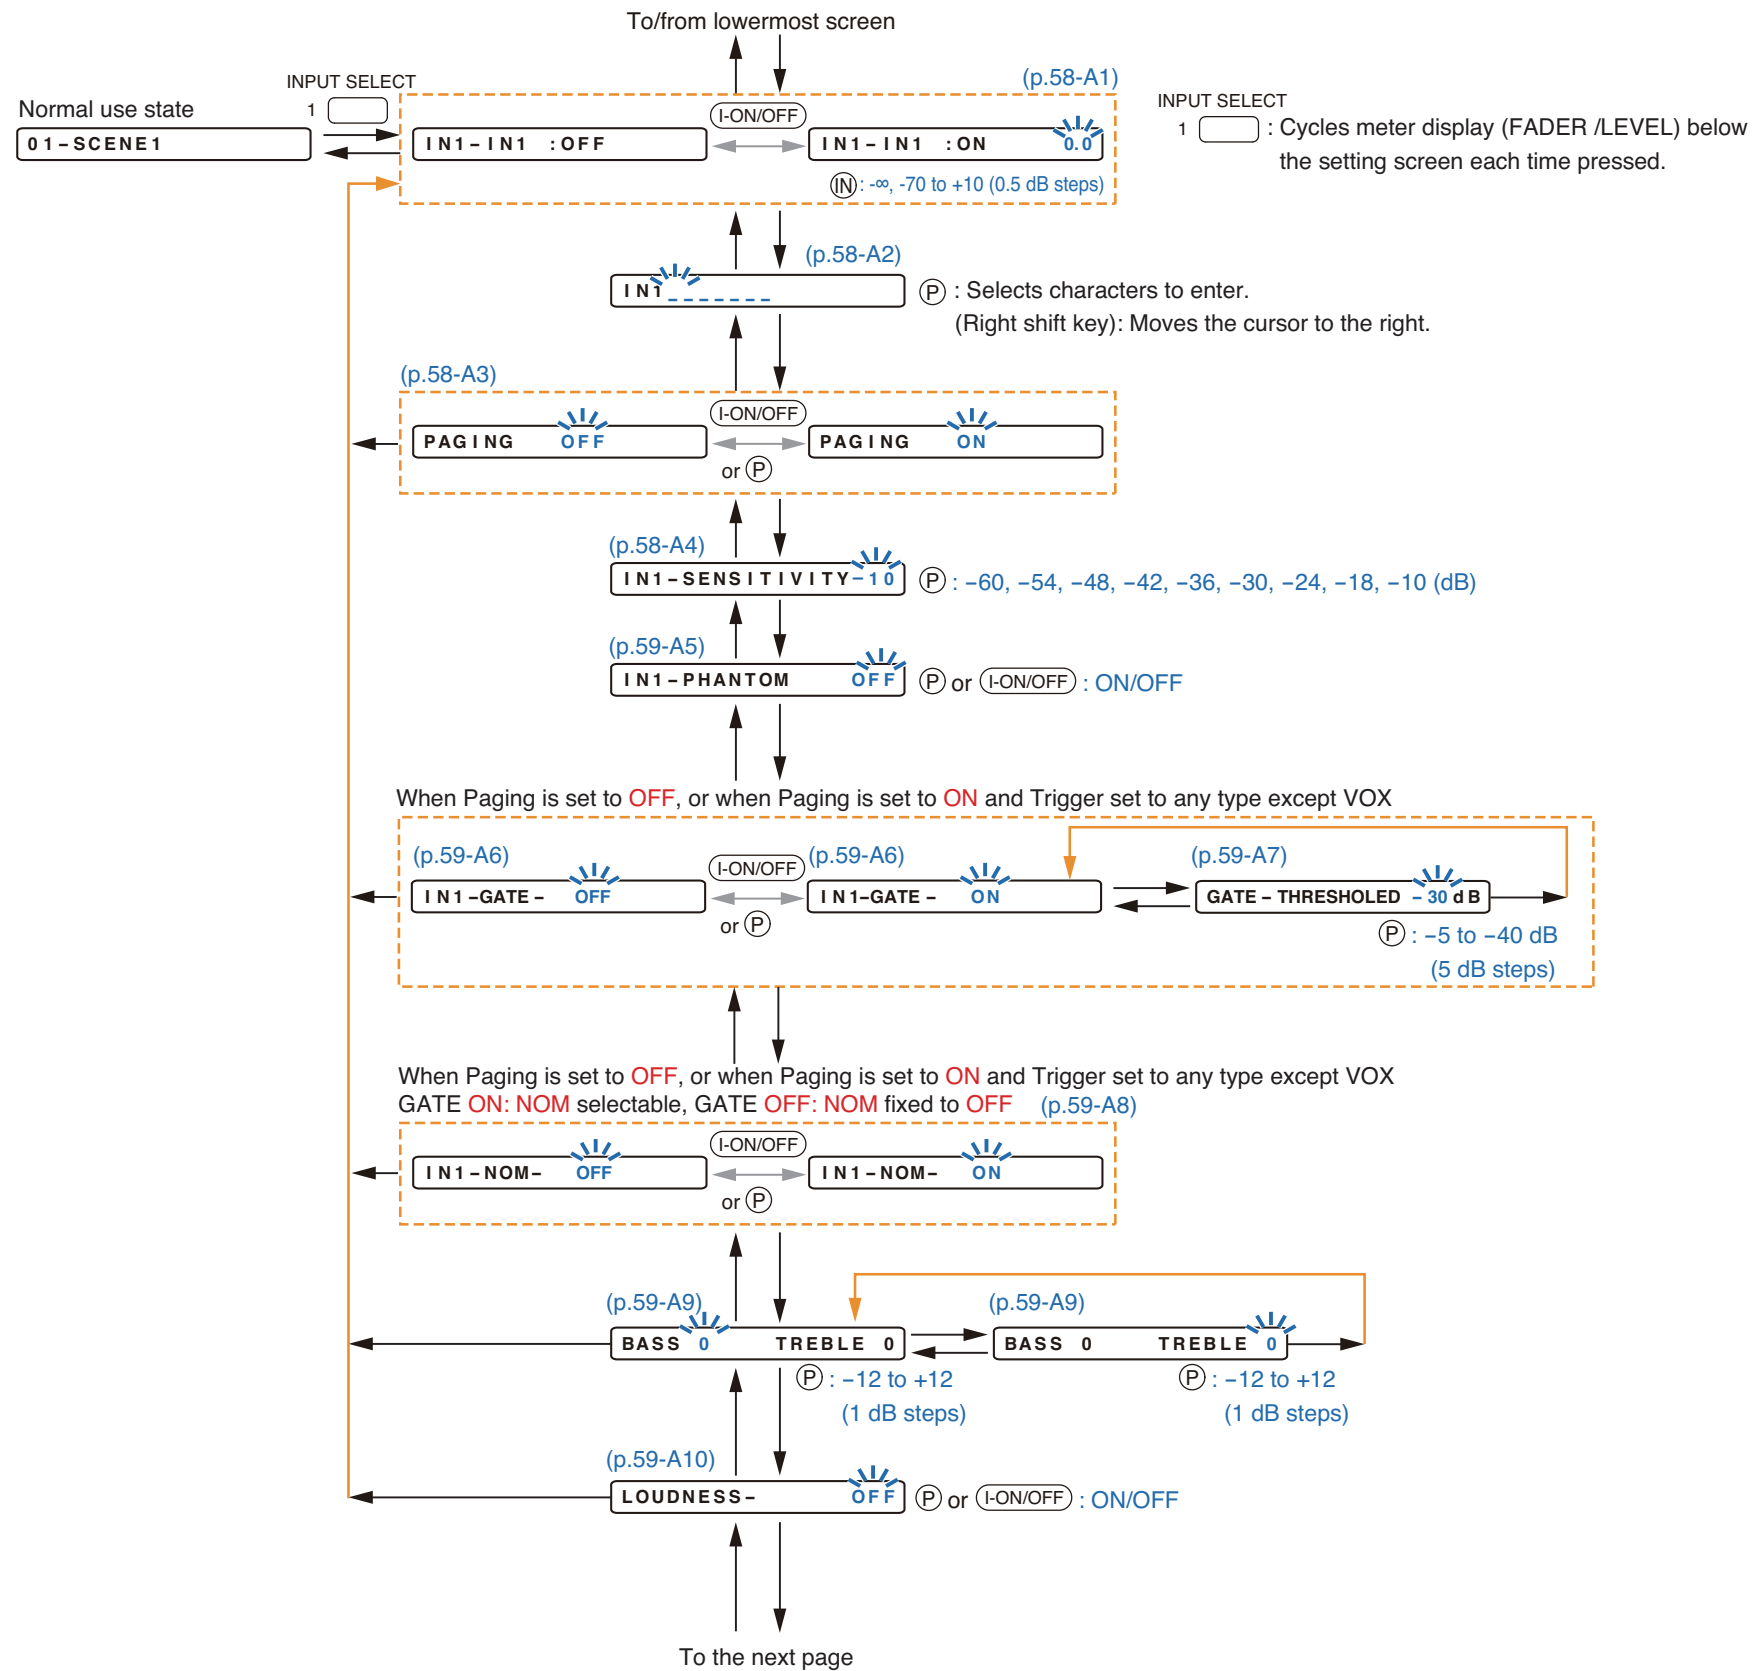 To/from lowermost screen
(p.58-A1)
INPUT SELECT
1
Normal use state
01-SCENE1
I-ON/OFF
IN1-IN1 :OFF
IN1-IN1 :ON 0.0
IN : -∞, -70 to +10 (0.5 dB steps)
INPUT SELECT
1 : Cycles meter display (FADER /LEVEL) below
the setting screen each time pressed.
(p.58-A2)
IN1_ _ _ _ _ _ _
P : Selects characters to enter.
(Right shift key): Moves the cursor to the right.
(p.58-A3)
I-ON/OFF
PAGING OFF
PAGING ON
or P
(p.58-A4)
IN1-SENSITIVITY-10
P : −60, −54, −48, −42, −36, −30, −24, −18, −10 (dB)
(p.59-A5)
IN1-PHANTOM OFF
P or I-ON/OFF : ON/OFF
When Paging is set to OFF, or when Paging is set to ON and Trigger set to any type except VOX
(p.59-A6)
I-ON/OFF
(p.59-A6)
(p.59-A7)
IN1-GATE- OFF
IN1-GATE- ON
GATE-THRESHOLED -30dB
or P
P : −5 to −40 dB
(5 dB steps)
When Paging is set to OFF, or when Paging is set to ON and Trigger set to any type except VOX
GATE ON: NOM selectable, GATE OFF: NOM fixed to OFF (p.59-A8)
I-ON/OFF
IN1-NOM- OFF
IN1-NOM- ON
or P
(p.59-A9)
(p.59-A9)
BASS 0 TREBLE 0
BASS 0 TREBLE 0
P : −12 to +12
(1 dB steps)
P : −12 to +12
(1 dB steps)
(p.59-A10)
LOUDNESS- OFF
P or I-ON/OFF : ON/OFF
To the next page